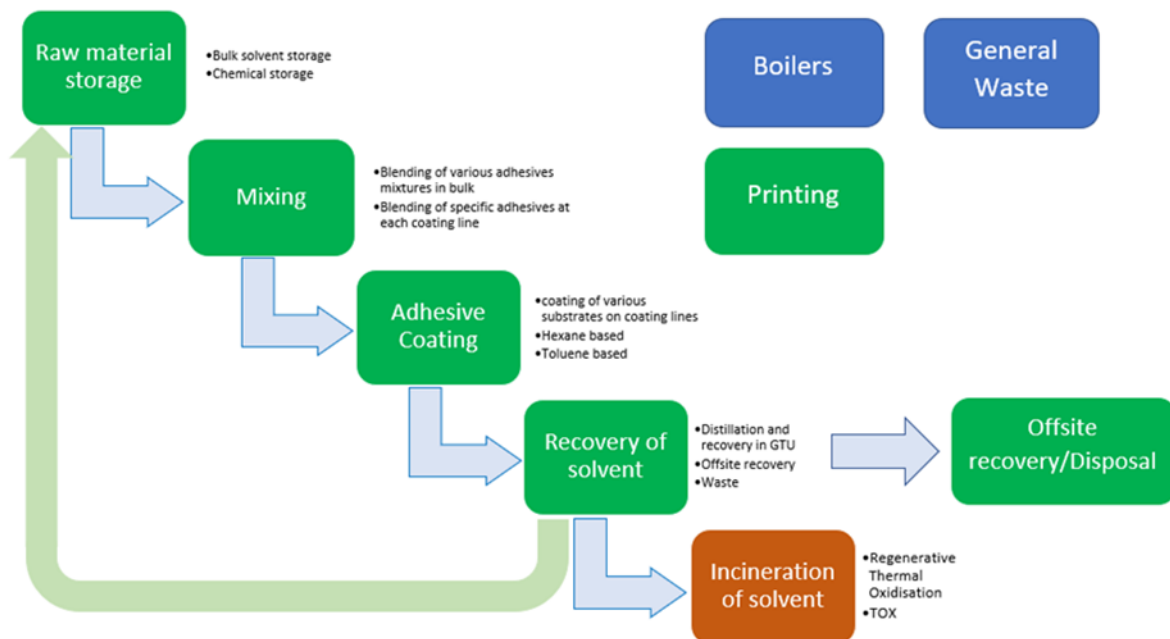 Raw material
storage
•Bulk solvent storage
•Chemical storage
Boilers
General
Waste
Mixing
•Blending of various adhesives
mixtures in bulk
•Blending of specific adhesives at
each coating line
Printing
Adhesive
Coating
•coating of various
substrates on coating lines
•Hexane based
•Toluene based
Recovery of
solvent
•Distillation and
recovery in GTU
•Offsite recovery
•Waste
Offsite
recovery/Disposal
Incineration
of solvent
•Regenerative
Thermal
Oxidisation
•TOX